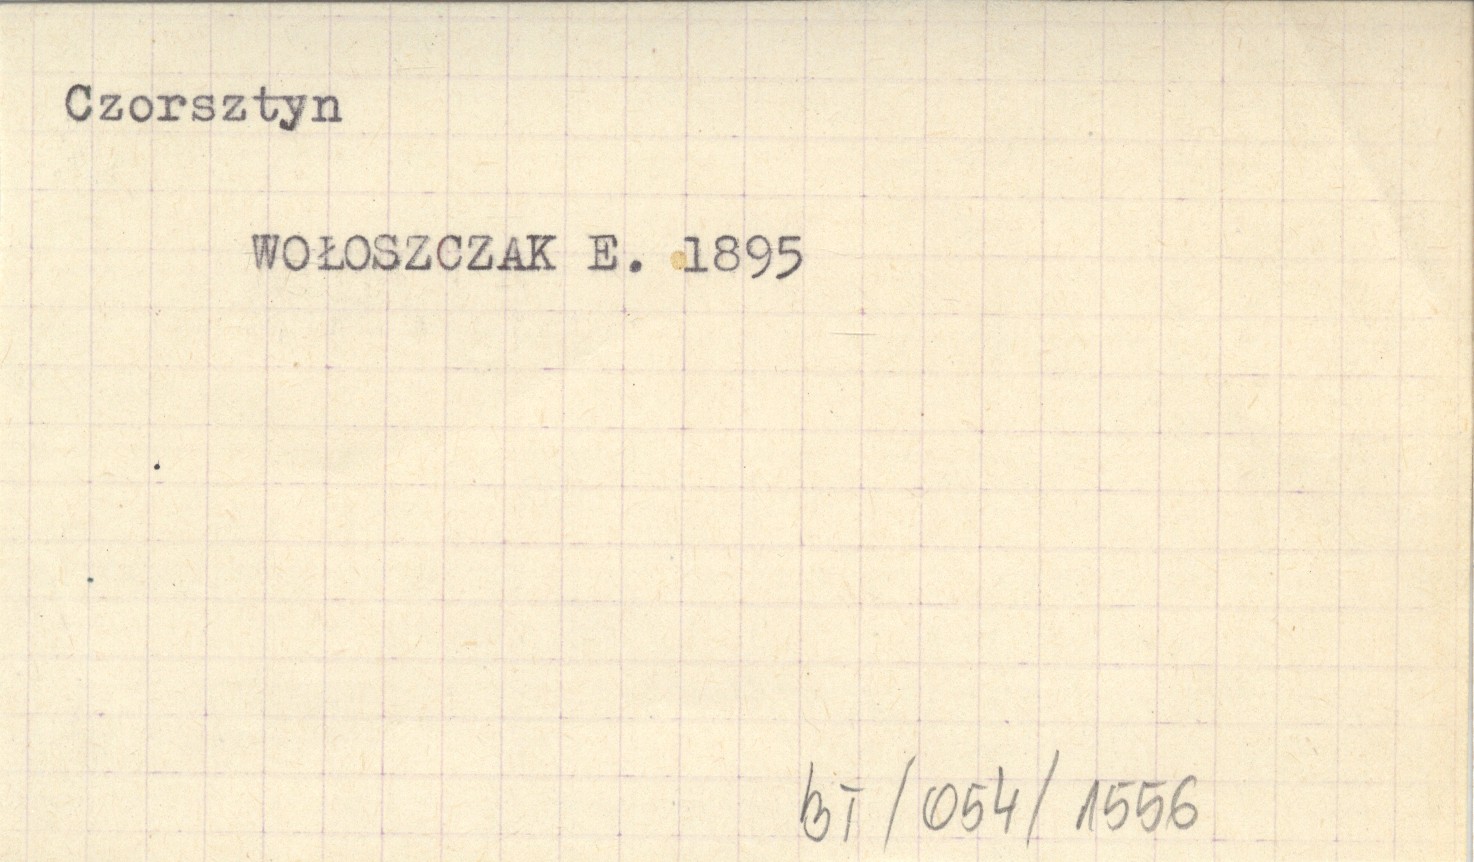 Czorsztyn
WOŁOSZCZAK E. 1895
BT/054/1556